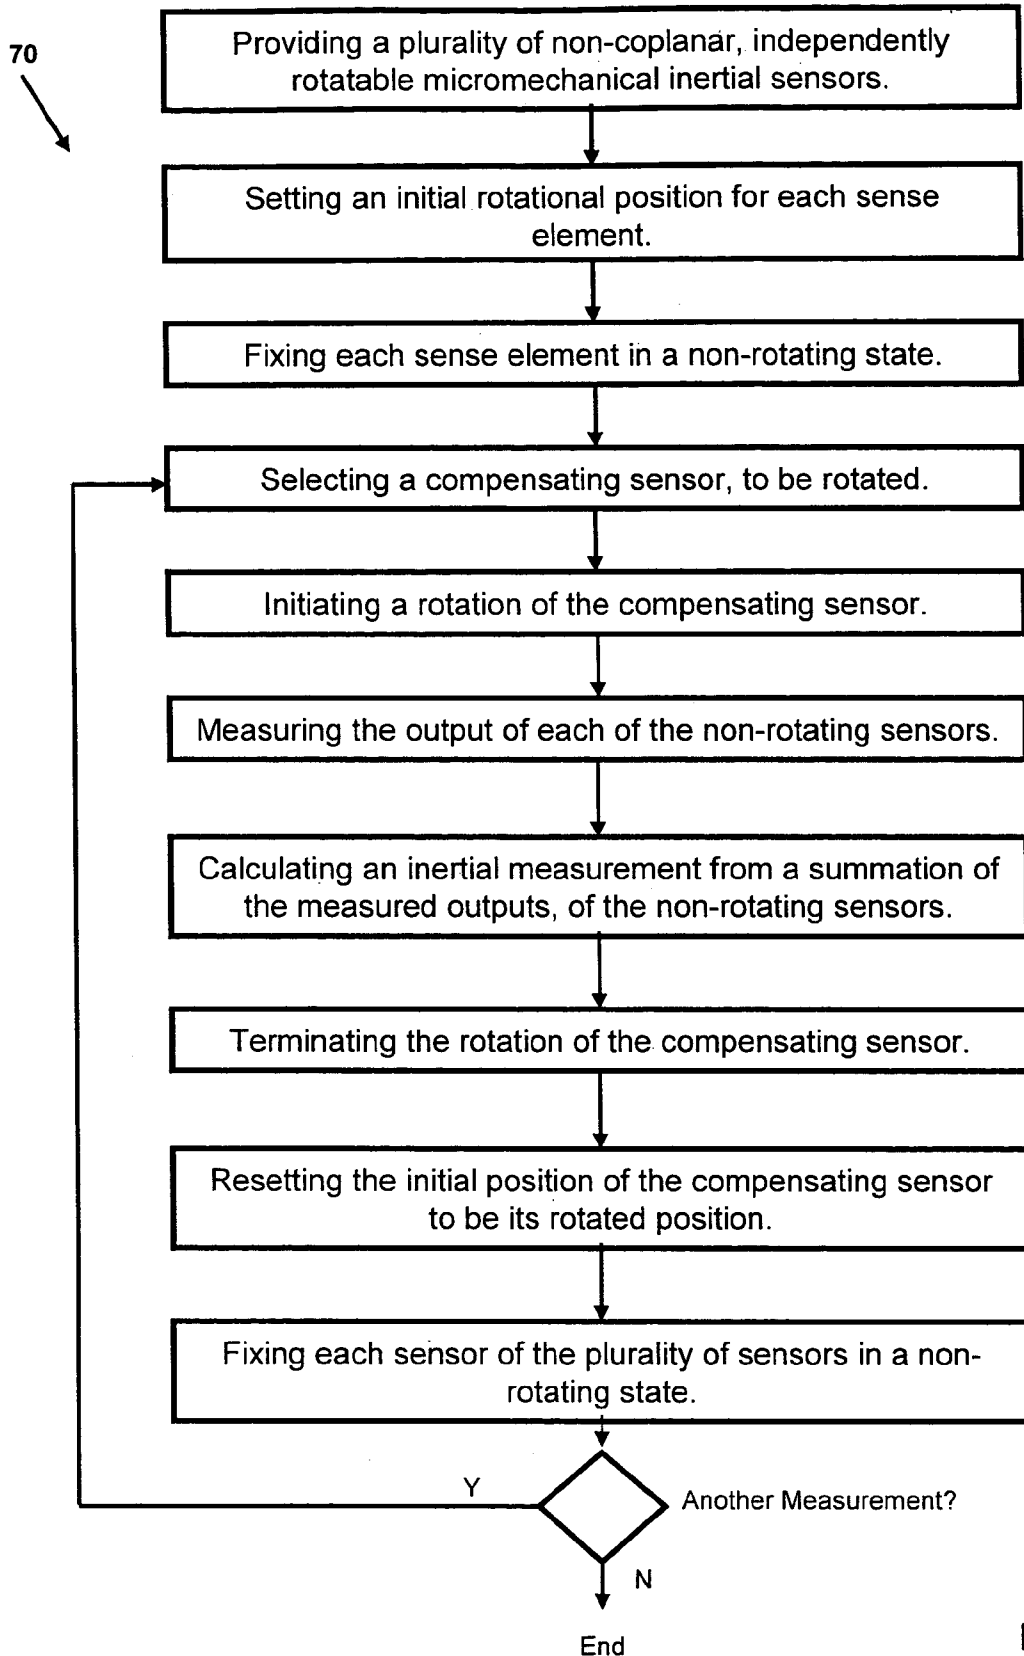 70
Providing a plurality of non-coplanar, independently
rotatable micromechanical inertial sensors.
Setting an initial rotational position for each sense
element.
Fixing each sense element in a non-rotating state.
Selecting a compensating sensor, to be rotated.
Initiating a rotation of the compensating sensor.
Measuring the output of each of the non-rotating sensors.
Calculating an inertial measurement from a summation of
the measured outputs, of the non-rotating sensors.
Terminating the rotation of the compensating sensor.
Resetting the initial position of the compensating sensor
to be its rotated position.
Fixing each sensor of the plurality of sensors in a non-
rotating state.
Y
Another Measurement?
N
End